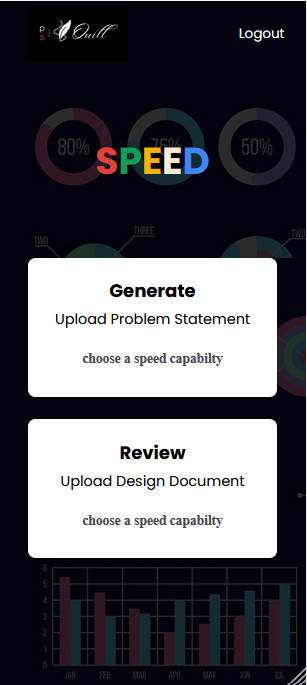 PS | Quill
Logout
80% 75% 50%
SPEED
TWO THREE TWO
Generate
Upload Problem Statement
choose a speed capabilty
Review
Upload Design Document
choose a speed capabilty
6
5
4
3
2
1
0
JAN FEB MAR APR MAY JUN JUL